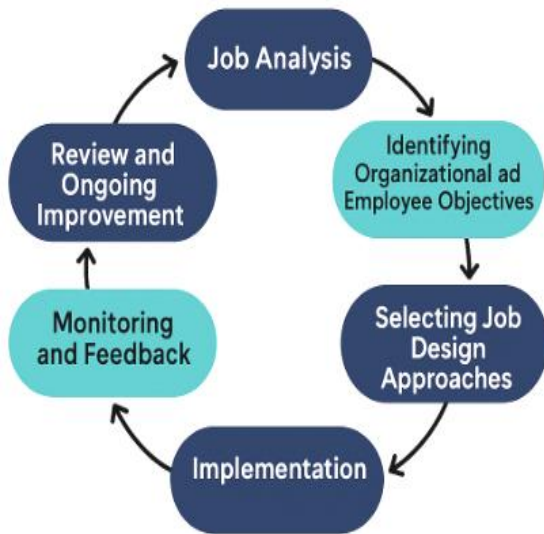 Job Analysis
Identifying
Organizational ad
Employee Objectives
Selecting Job
Design
Approaches
Implementation
Monitoring
and Feedback
Review and
Ongoing
Improvement